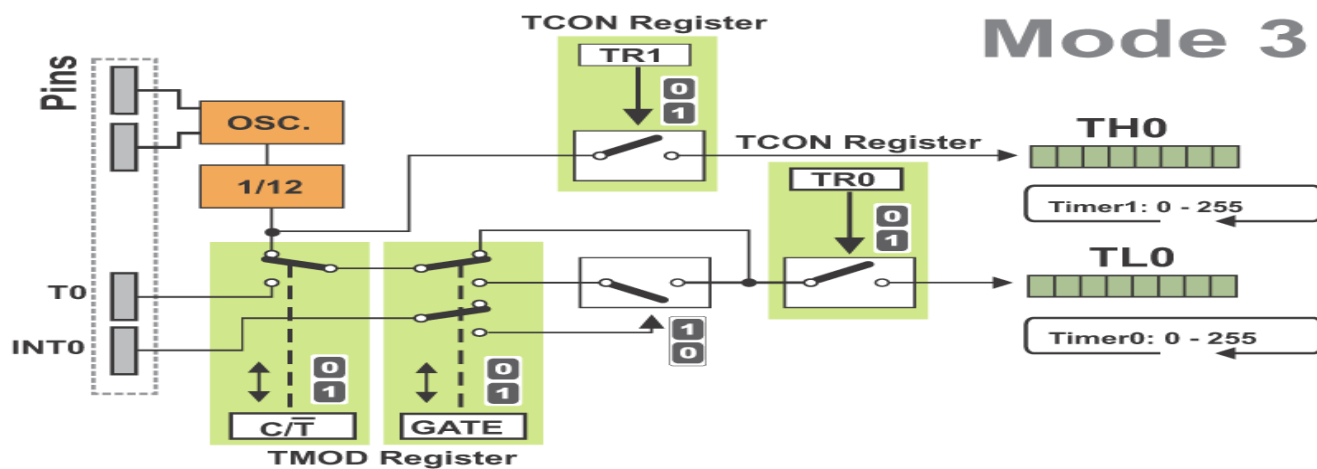 TCON Register
Mode 3
Pins
TR1
0
1
OSC.
TCON Register
TH0
1/12
TR0
Timer1: 0 - 255
0
1
TL0
T0
INT0
1
0
Timer0: 0 - 255
0
1
0
1
C/T̅
GATE
TMOD Register